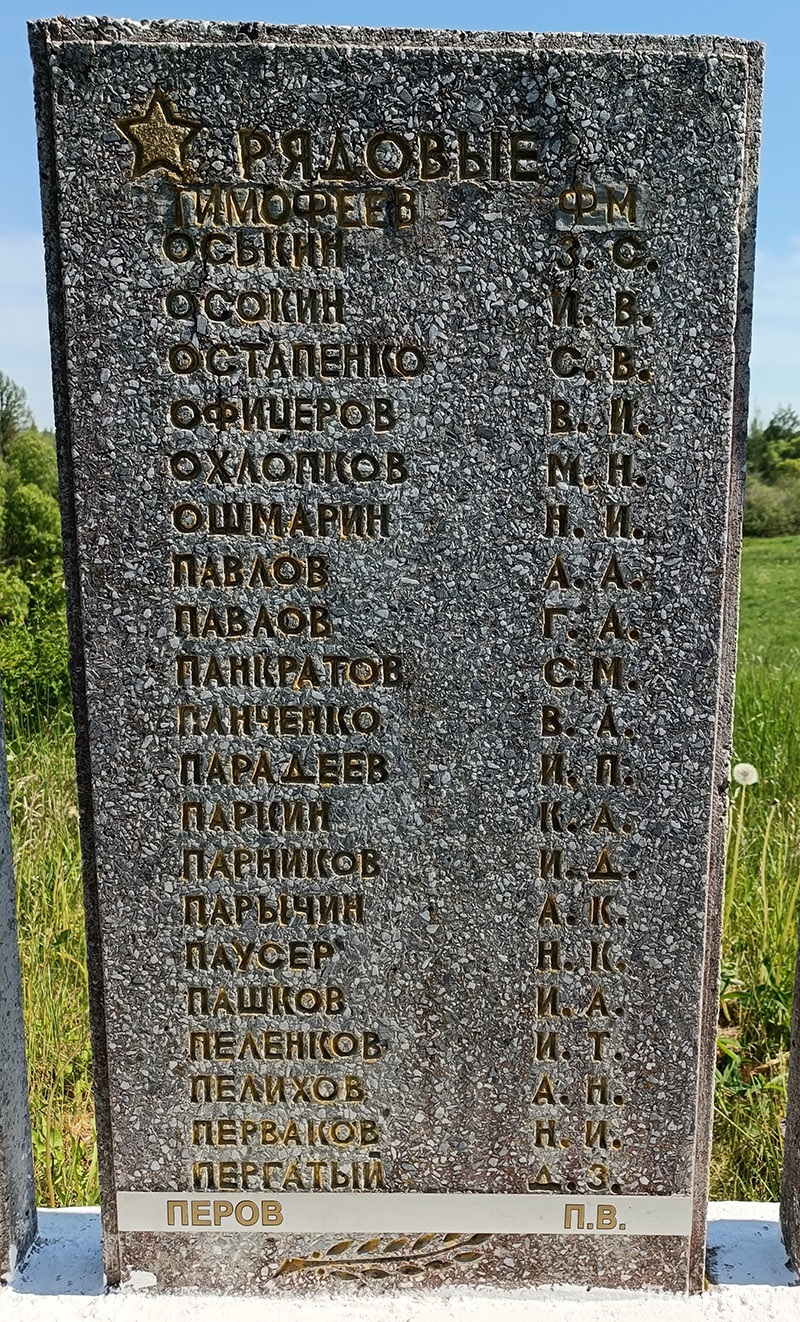 РЯДОВЫЕ
ТИМОФЕЕВ Ф М
ОСЬКИН З. С.
ОСОКИН И. В.
ОСТАПЕНКО С. В.
ОФИЦЕРОВ В. И.
ОХЛОПКОВ М. Н.
ОШМАРИН Н. И.
ПАВЛОВ А. А.
ПАВЛОВ Г. А.
ПАНКРАТОВ С. М.
ПАНЧЕНКО В. А.
ПАРАДЕЕВ И. П.
ПАРКИН К. А.
ПАРНИКОВ И. Д.
ПАРЫЧИН А. К.
ПАУСЕР Н. К.
ПАШКОВ И. А.
ПЕЛЕНКОВ И. Т.
ПЕЛИХОВ А. Н.
ПЕРВАКОВ Н. И.
ПЕРГАТЫЙ Д. З.
ПЕРОВ П.В.